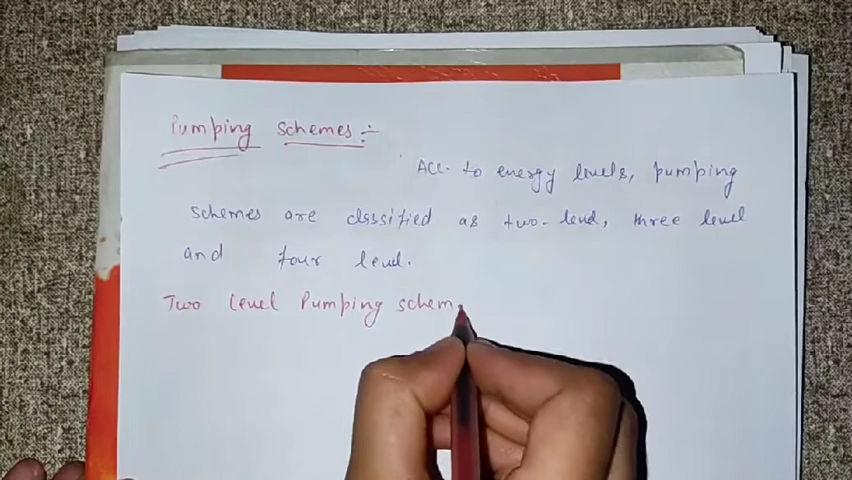 Pumping Schemes :-
Acc. to energy levels, pumping
schemes are classified as two-level, three level
and four level.
Two Level Pumping schem